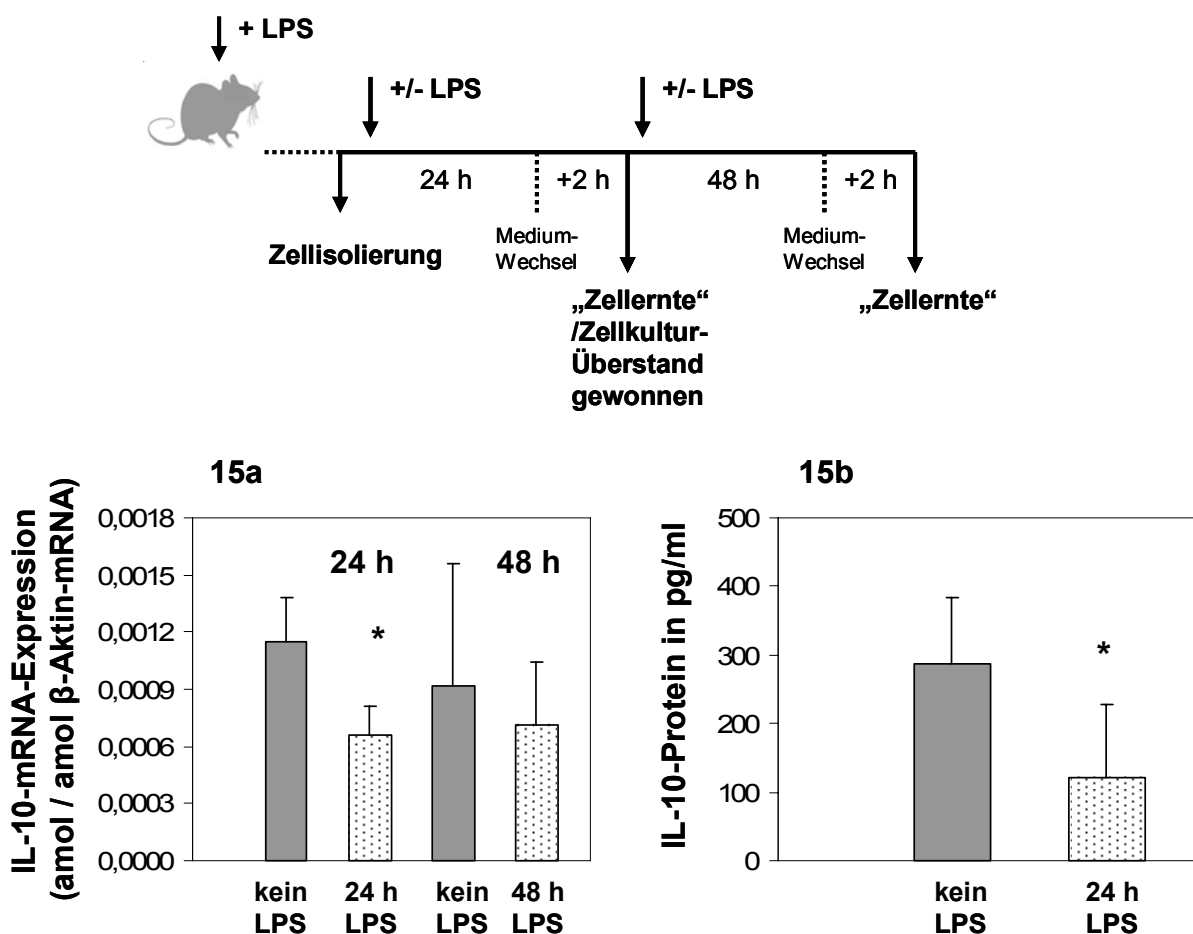 + LPS
+/- LPS
+/- LPS
24 h
+2 h
48 h
+2 h
Zellisolierung
Medium-
Wechsel
Medium-
Wechsel
„Zellernte“
/Zellkultur-
Überstand
gewonnen
„Zellernte“
15a
IL-10-mRNA-Expression
(amol / amol β-Aktin-mRNA)
0,0018
0,0015
0,0012
0,0009
0,0006
0,0003
0,0000
24 h
48 h
*
kein
LPS
24 h
LPS
kein
LPS
48 h
LPS
15b
IL-10-Protein in pg/ml
500
400
300
200
100
0
*
kein
LPS
24 h
LPS